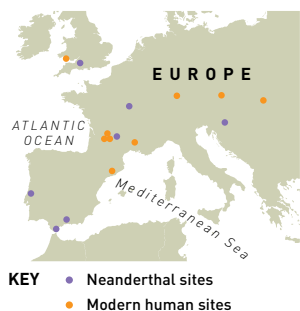 EUROPE
ATLANTIC
OCEAN
Mediterranean Sea
KEY
Neanderthal sites
Modern human sites